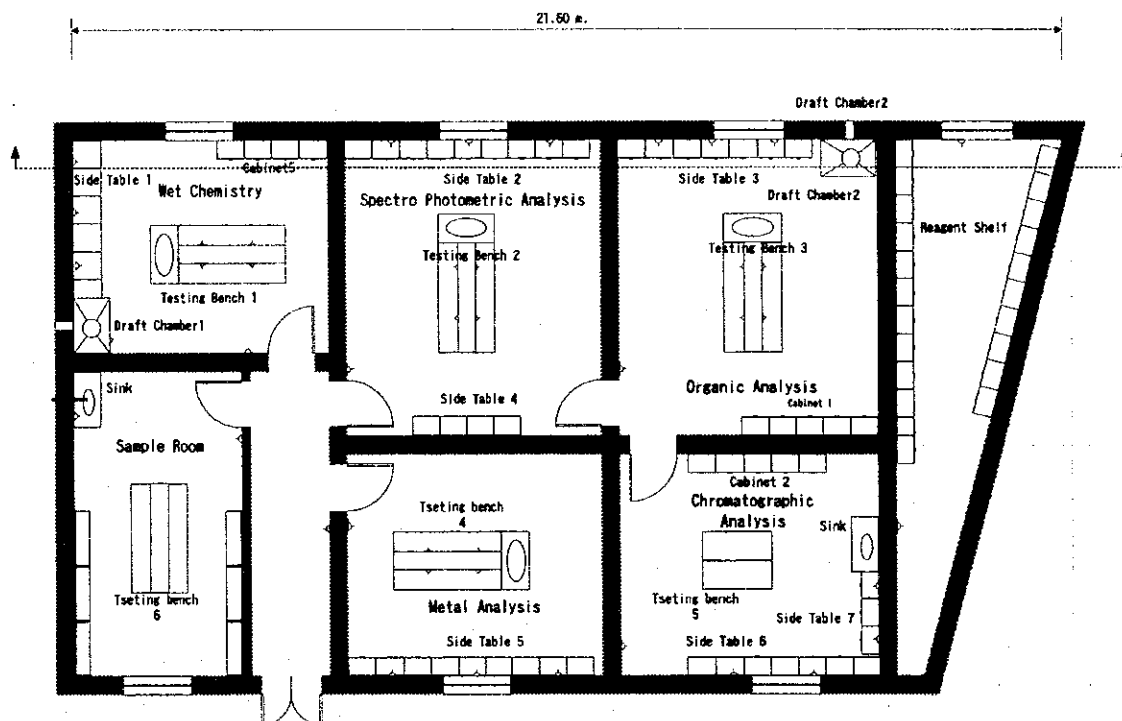 21.60 m.
Draft Chamber2
Side Table 1
Cabinet5
Wet Chemistry
Side Table 2
Spectro Photometric Analysis
Side Table 3
Draft Chamber2
Reagent Shelf
Testing Bench 1
Testing Bench 2
Testing Bench 3
Draft Chamber1
Sink
Side Table 4
Organic Analysis
Cabinet 1
Sample Room
Cabinet 2
Chromatographic
Analysis
Tseting bench
4
Sink
Tseting bench
6
Metal Analysis
Tseting bench
5
Side Table 7
Side Table 5
Side Table 6